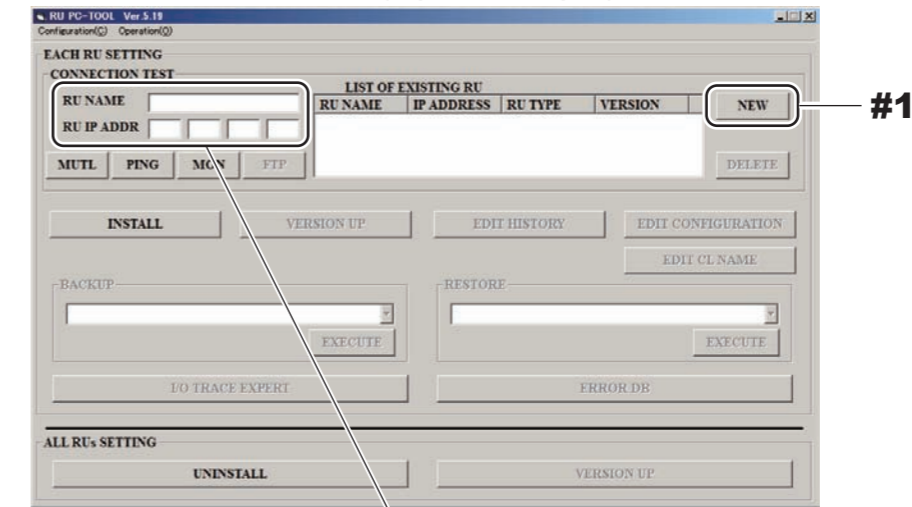 RU PC-TOOL Ver.5.19
Configuration(C) Operation(O)
EACH RU SETTING
CONNECTION TEST
LIST OF EXISTING RU
RU NAME
RU NAME IP ADDRESS RU TYPE VERSION
NEW
#1
RU IP ADDR
MUTL PING MON FTP
DELETE
INSTALL VERSION UP EDIT HISTORY EDIT CONFIGURATION
EDIT CL NAME
BACKUP RESTORE
EXECUTE EXECUTE
I/O TRACE EXPERT ERROR DB
ALL RUs SETTING
UNINSTALL VERSION UP